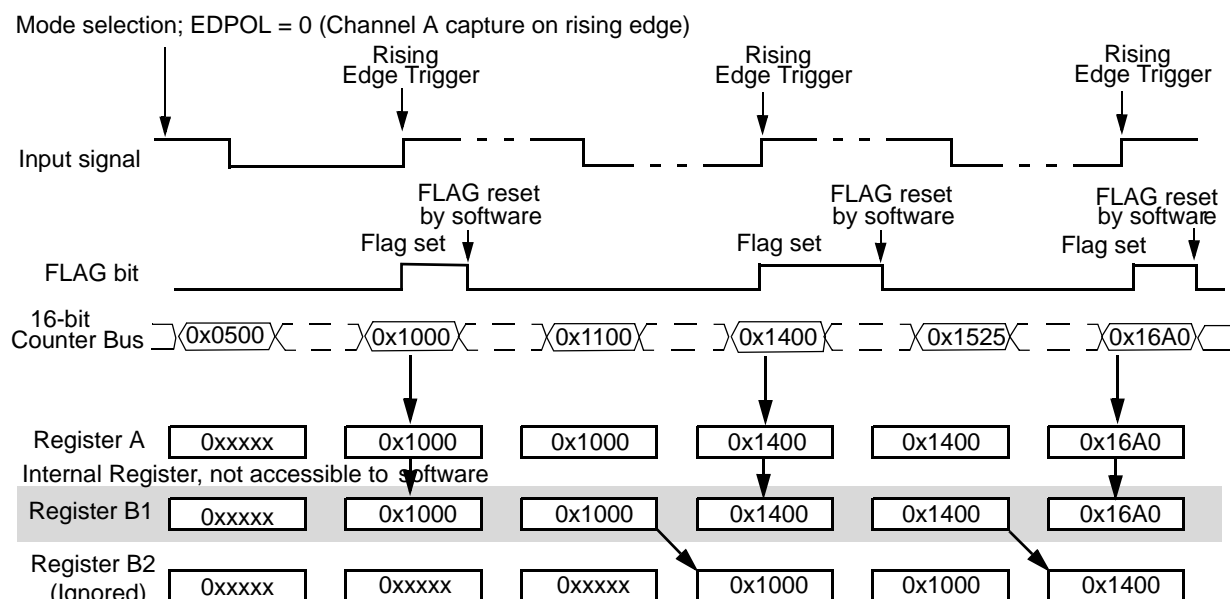 Mode selection; EDPOL = 0 (Channel A capture on rising edge)
Rising
Edge Trigger
Rising
Edge Trigger
Rising
Edge Trigger
Input signal
FLAG reset
by software
FLAG reset
by software
FLAG reset
by software
Flag set
Flag set
Flag set
FLAG bit
16-bit
Counter Bus
0x0500 0x1000 0x1100 0x1400 0x1525 0x16A0
Register A 0xxxxx 0x1000 0x1000 0x1400 0x1400 0x16A0
Internal Register, not accessible to software
Register B1 0xxxxx 0x1000 0x1000 0x1400 0x1400 0x16A0
Register B2
(Ignored) 0xxxxx 0xxxxx 0xxxxx 0x1000 0x1000 0x1400